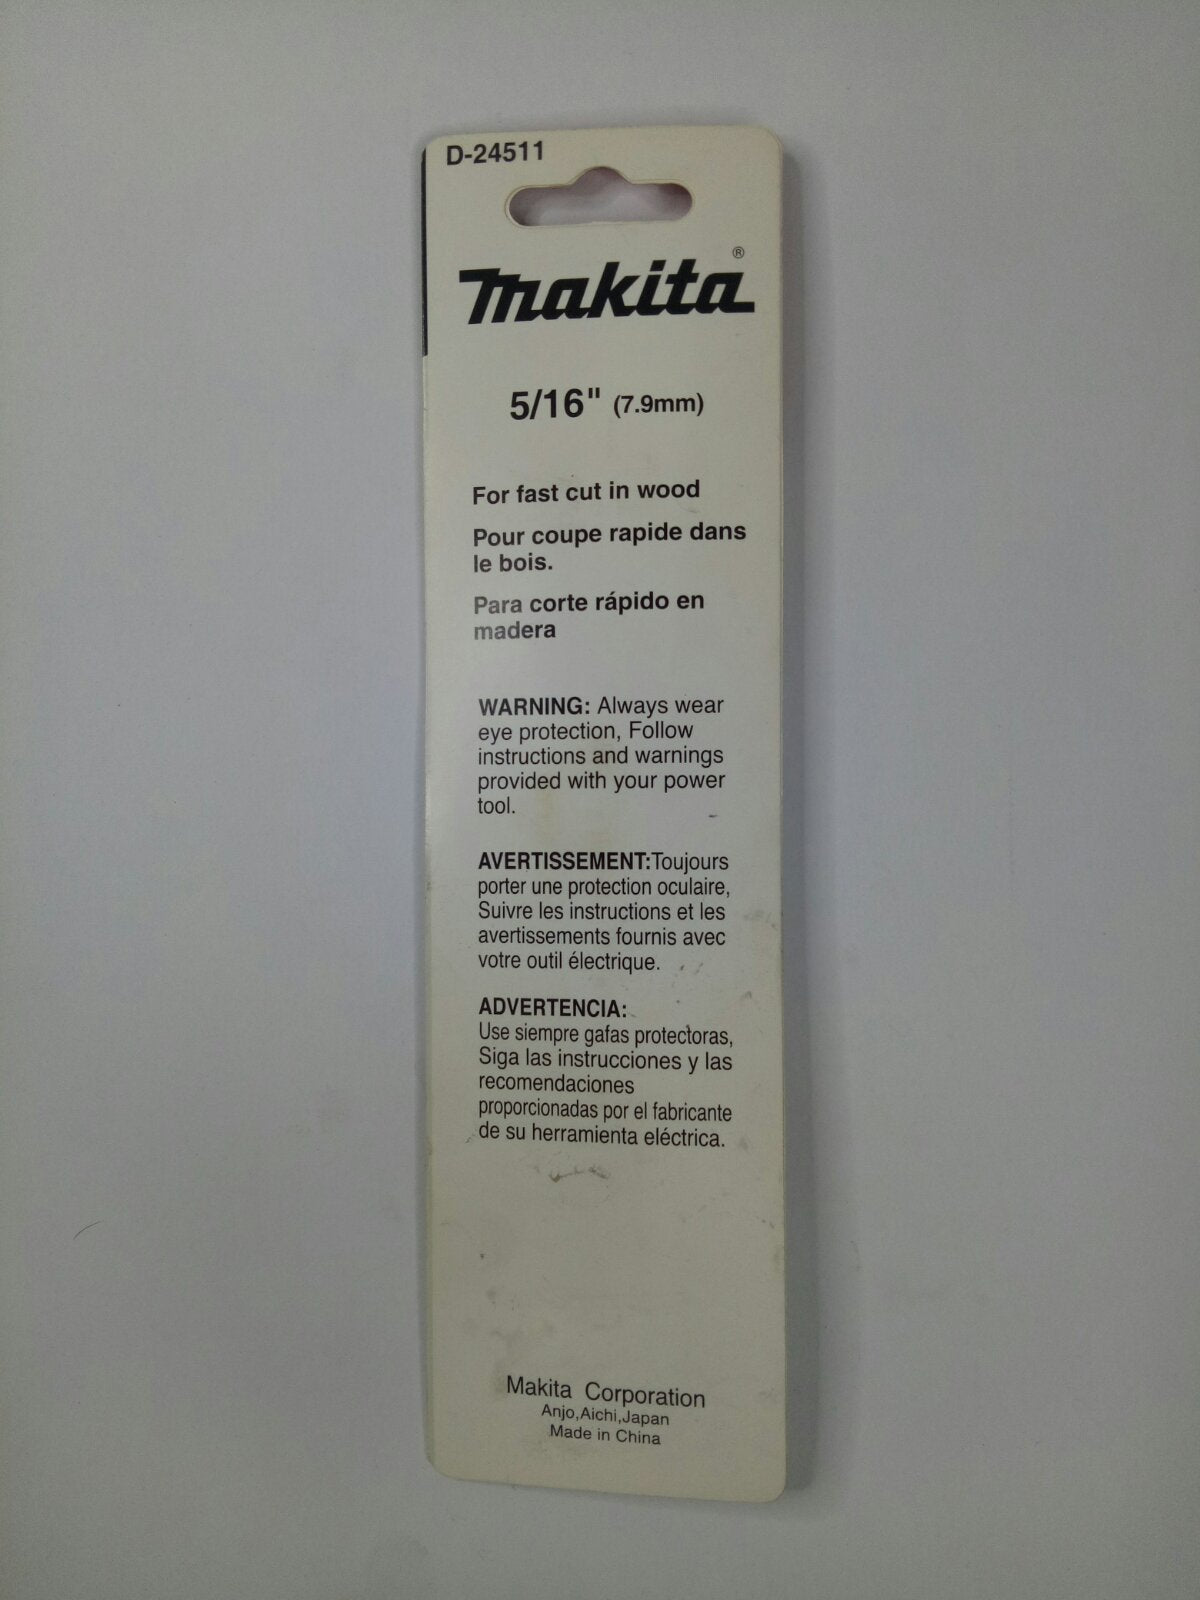 D-24511
makita®
5/16" (7.9mm)
For fast cut in wood
Pour coupe rapide dans
le bois.
Para corte rápido en
madera
WARNING: Always wear
eye protection, Follow
instructions and warnings
provided with your power
tool.
AVERTISSEMENT:Toujours
porter une protection oculaire,
Suivre les instructions et les
avertissements fournis avec
votre outil électrique.
ADVERTENCIA:
Use siempre gafas protectoras,
Siga las instrucciones y las
recomendaciones
proporcionadas por el fabricante
de su herramienta eléctrica.
Makita Corporation
Anjo,Aichi,Japan
Made in China